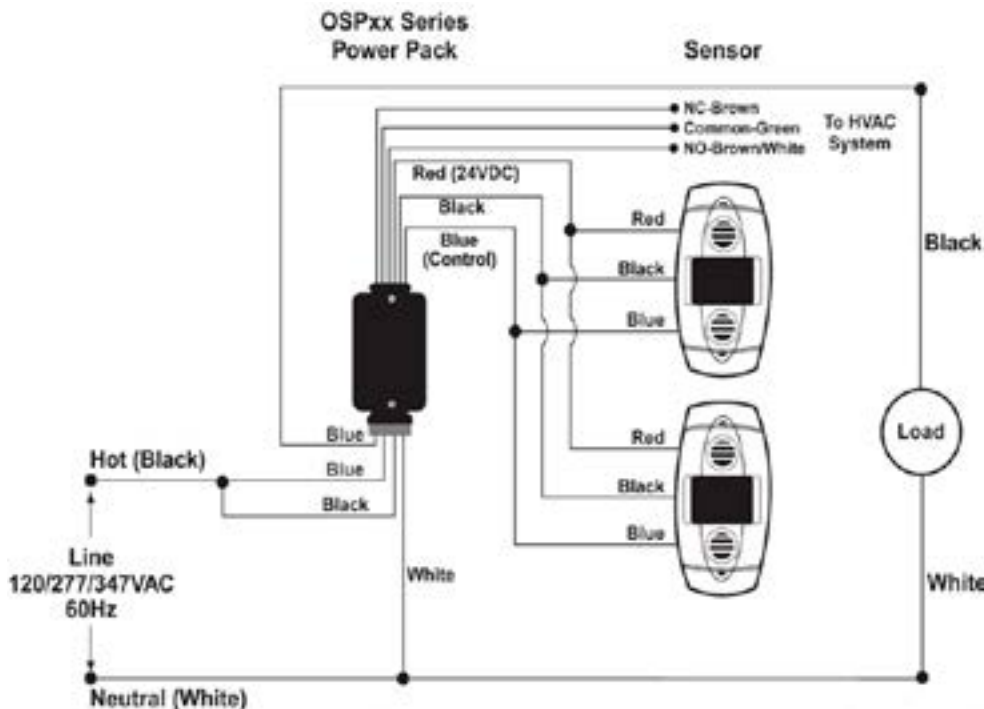 OSPxx Series
Power Pack
Sensor
NC-Brown
Common-Green
NO-Brown/White
To HVAC
System
Red (24VDC)
Black
Blue
(Control)
Red
Black
Blue
Black
Blue
Hot (Black)
Blue
Black
Red
Black
Blue
Load
Line
120/277/347VAC
60Hz
White
White
Neutral (White)